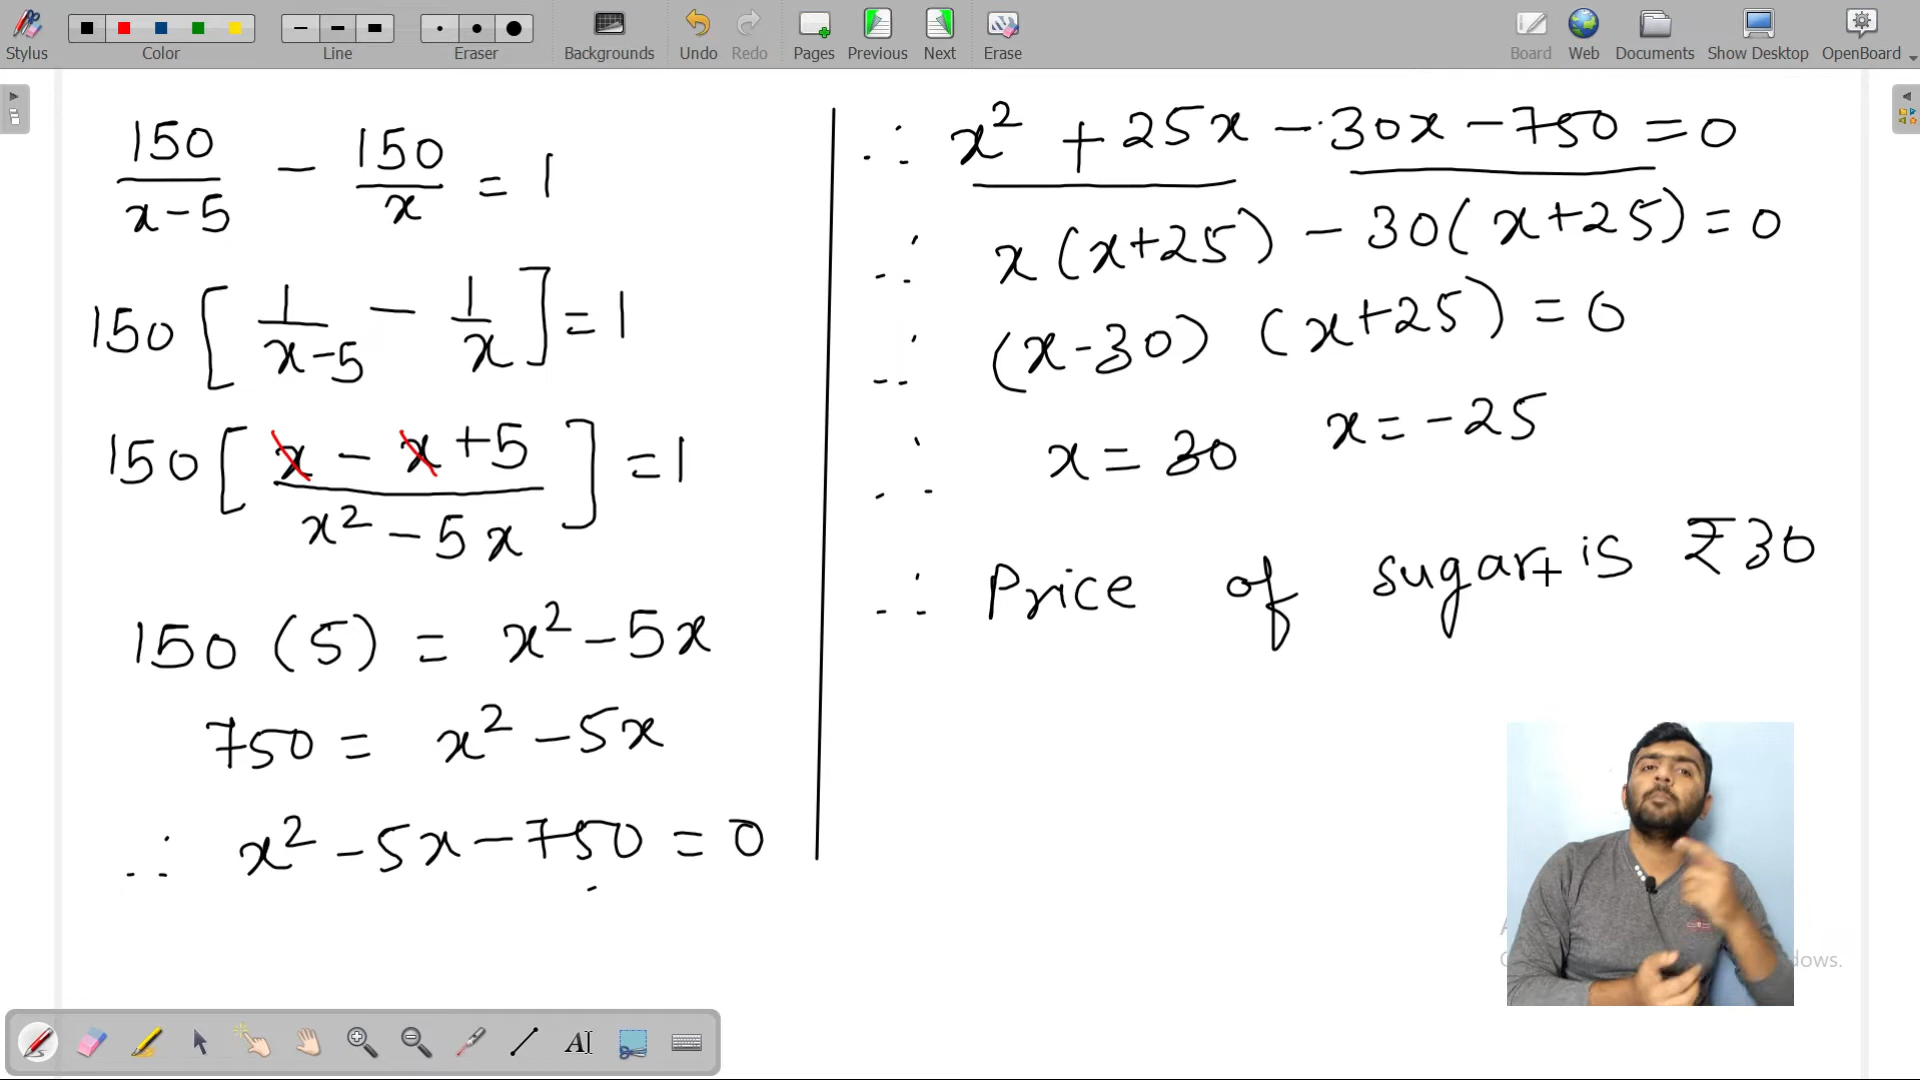 Stylus Color Line Eraser Backgrounds Undo Redo Pages Previous Next Erase Board Web Documents Show Desktop OpenBoard
150/(x-5) - 150/x = 1
150 [ 1/(x-5) - 1/x ] = 1
150 [ (x - x + 5)/(x² - 5x) ] = 1
150 (5) = x² - 5x
750 = x² - 5x
∴ x² - 5x - 750 = 0
∴ x² + 25x - 30x - 750 = 0
∴ x (x+25) - 30 (x+25) = 0
∴ (x-30) (x+25) = 0
∴ x = 30 x = -25
∴ Price of sugar is ₹30
dows.